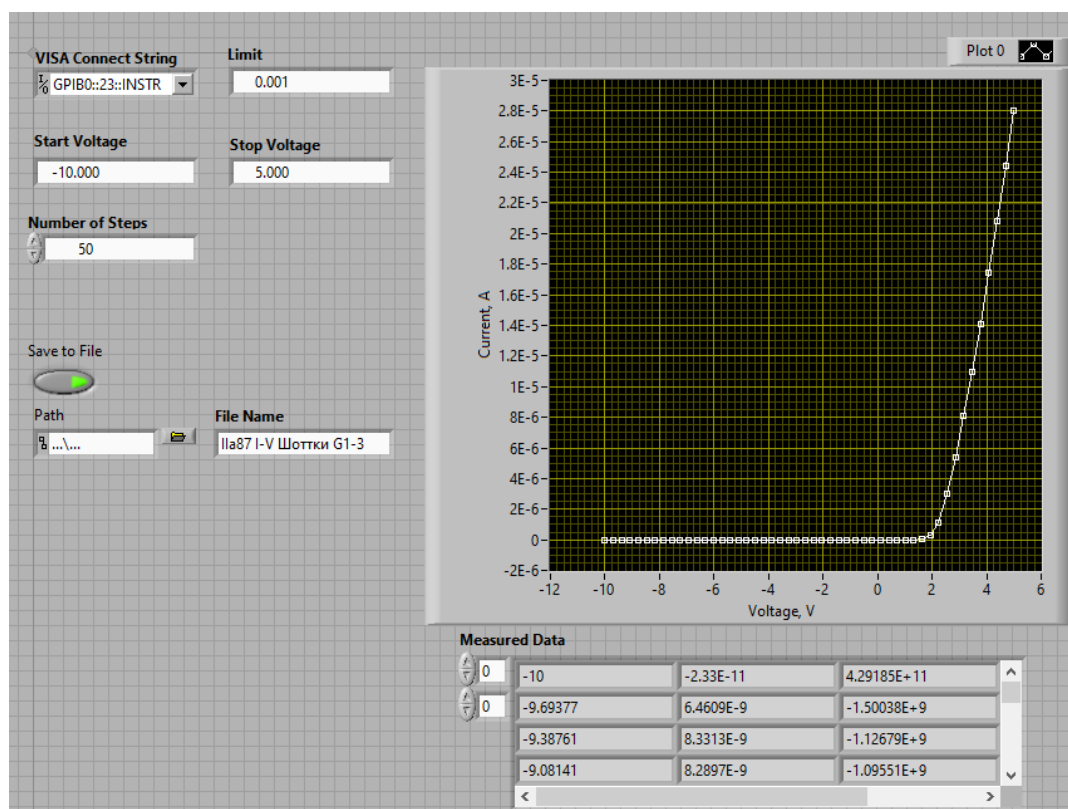 VISA Connect String
GPIB0::23::INSTR
Limit
0.001
Start Voltage
-10.000
Stop Voltage
5.000
Number of Steps
50
Save to File
Path
...\...
File Name
IIa87 I-V Шоттки G1-3
Plot 0
Current, A
3E-5
2.8E-5
2.6E-5
2.4E-5
2.2E-5
2E-5
1.8E-5
1.6E-5
1.4E-5
1.2E-5
1E-5
8E-6
6E-6
4E-6
2E-6
0
-2E-6
-12 -10 -8 -6 -4 -2 0 2 4 6
Voltage, V
Measured Data
0 -10 -2.33E-11 4.29185E+11
0 -9.69377 6.4609E-9 -1.50038E+9
-9.38761 8.3313E-9 -1.12679E+9
-9.08141 8.2897E-9 -1.09551E+9